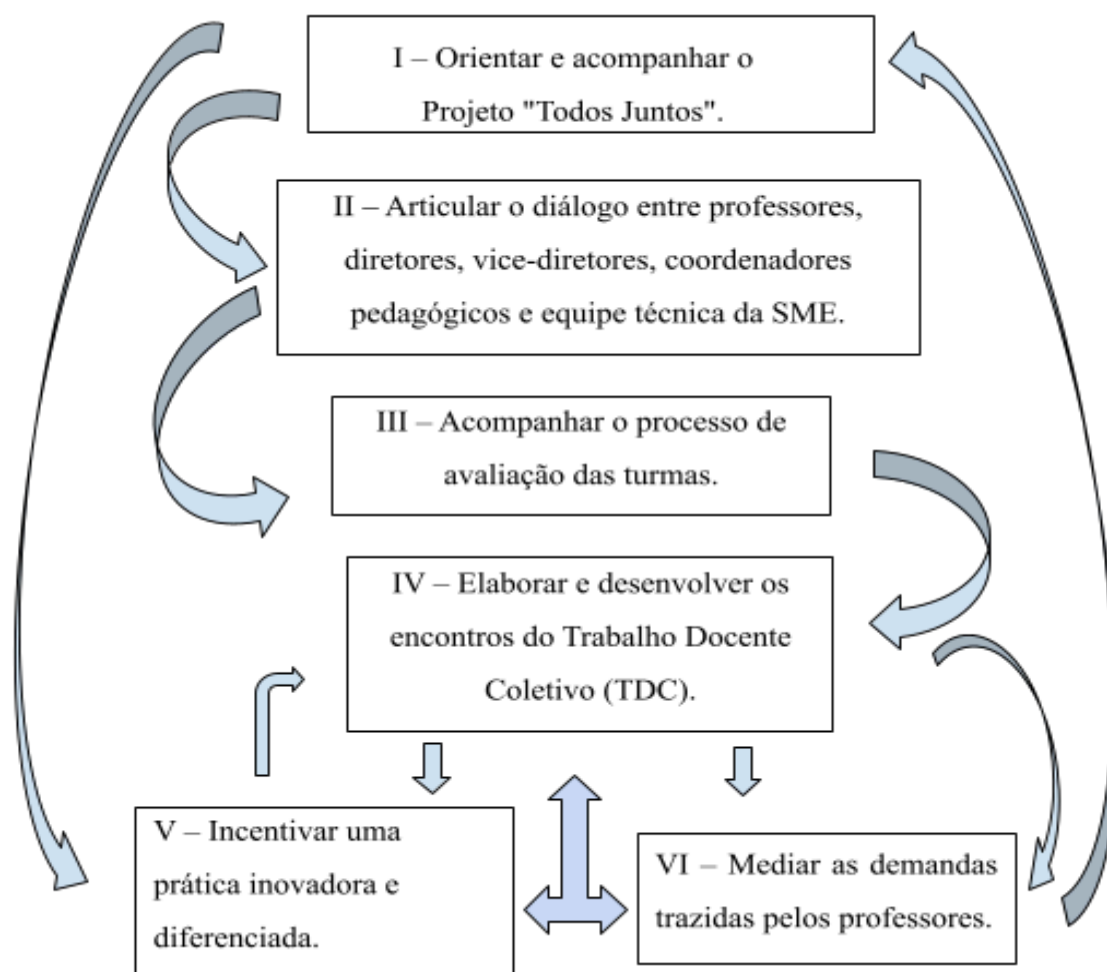 I – Orientar e acompanhar o
Projeto "Todos Juntos".
II – Articular o diálogo entre professores,
diretores, vice-diretores, coordenadores
pedagógicos e equipe técnica da SME.
III – Acompanhar o processo de
avaliação das turmas.
IV – Elaborar e desenvolver os
encontros do Trabalho Docente
Coletivo (TDC).
V – Incentivar uma
prática inovadora e
diferenciada.
VI – Mediar as demandas
trazidas pelos professores.